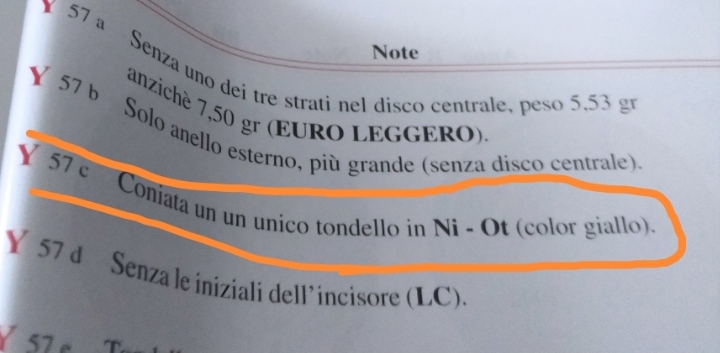 Note
Y 57 a Senza uno dei tre strati nel disco centrale, peso 5,53 gr
anzichè 7,50 gr (EURO LEGGERO).
Y 57 b Solo anello esterno, più grande (senza disco centrale).
Y 57 c Coniata un un unico tondello in Ni - Ot (color giallo).
Y 57 d Senza le iniziali dell'incisore (LC).
Y 57 e